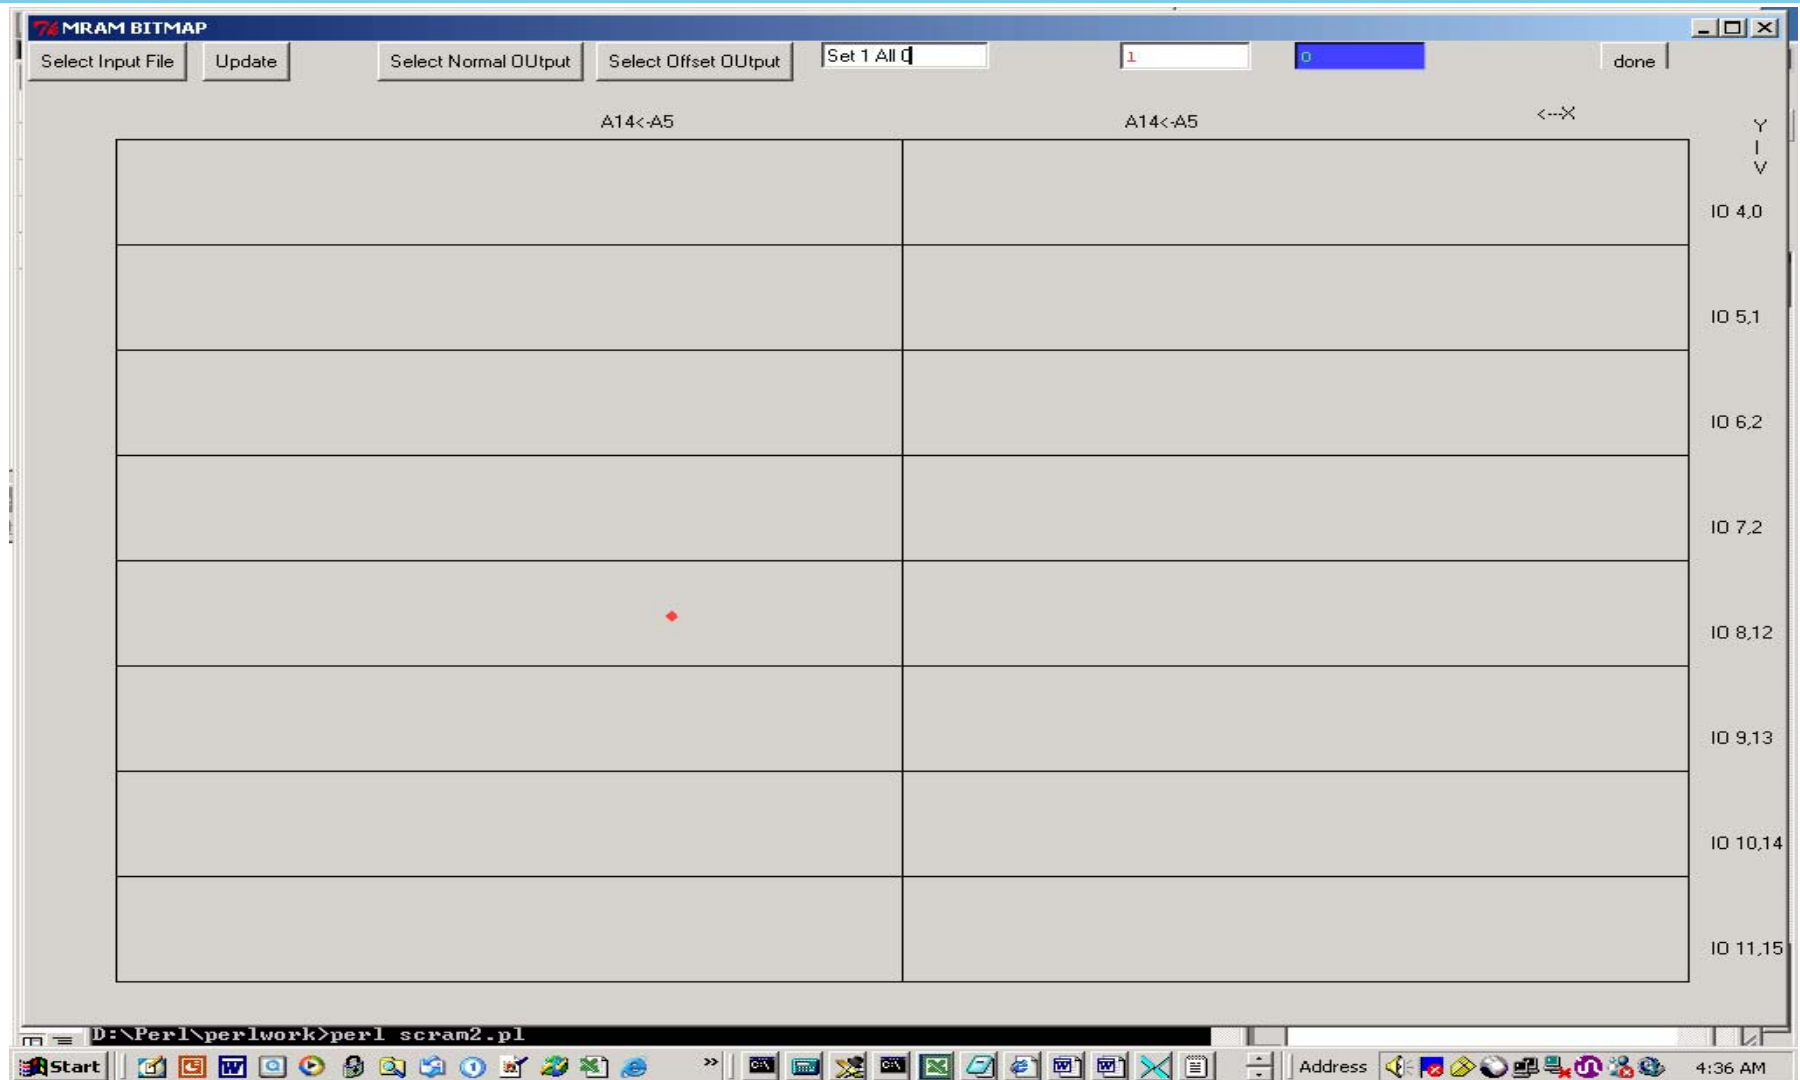 MRAM BITMAP
Select Input File Update Select Normal OUtput Select Offset OUtput Set 1 All 0 1 0 done
A14<-A5 A14<-A5 <---X
Y
|
V
IO 4,0
IO 5,1
IO 6,2
IO 7,2
IO 8,12
IO 9,13
IO 10,14
IO 11,15
D:\Perl\perlwork>perl scram2.pl
Start » Address 4:36 AM